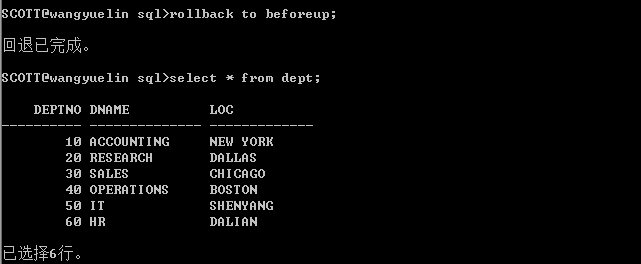 SCOTT@wangyuelin sql>rollback to beforeup;
回退已完成。
SCOTT@wangyuelin sql>select * from dept;
DEPTNO DNAME LOC
---------- -------------- -------------
10 ACCOUNTING NEW YORK
20 RESEARCH DALLAS
30 SALES CHICAGO
40 OPERATIONS BOSTON
50 IT SHENYANG
60 HR DALIAN
已选择6行。